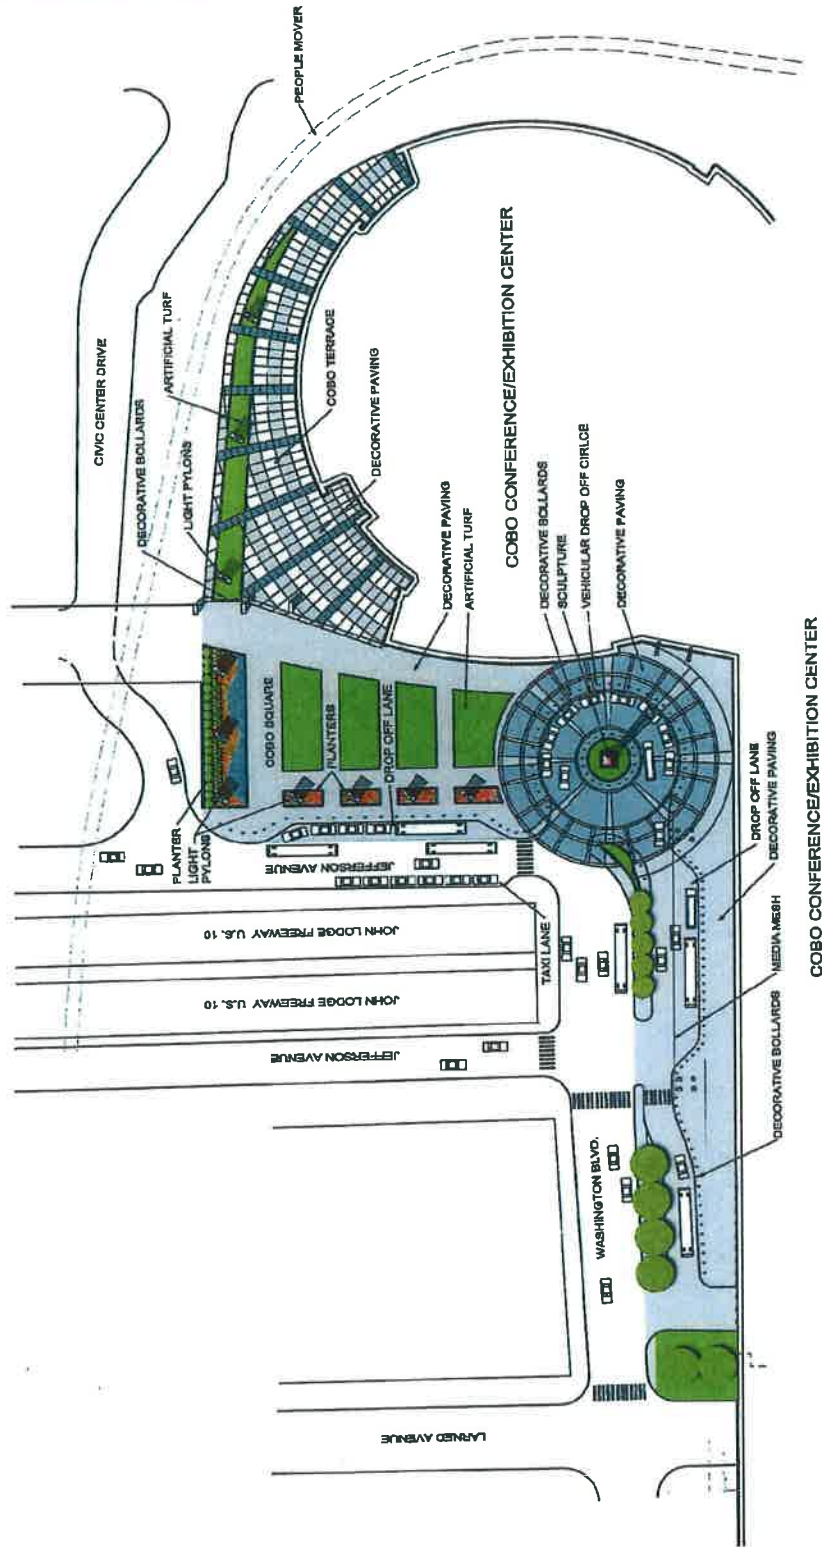 PEOPLE MOVER
CIVIC CENTER DRIVE
DECORATIVE BOLLARDS
ARTIFICIAL TURF
LIGHT PYLONS
COBO TERRACE
DECORATIVE PAVING
DECORATIVE PAVING
ARTIFICIAL TURF
COBO CONFERENCE/EXHIBITION CENTER
DECORATIVE BOLLARDS
SCULPTURE
VEHICULAR DROP OFF CIRLCE
DECORATIVE PAVING
COBO SQUARE
PLANTERS
DROP OFF LANE
PLANTER
LIGHT
PYLONS
JEFFERSON AVENUE
JOHN LODGE FREEWAY U.S. 10
JOHN LODGE FREEWAY U.S. 10
JEFFERSON AVENUE
TAXI LANE
WASHINGTON BLVD.
LARNED AVENUE
DROP OFF LANE
DECORATIVE PAVING
MEDIA MESH
DECORATIVE BOLLARDS
COBO CONFERENCE/EXHIBITION CENTER